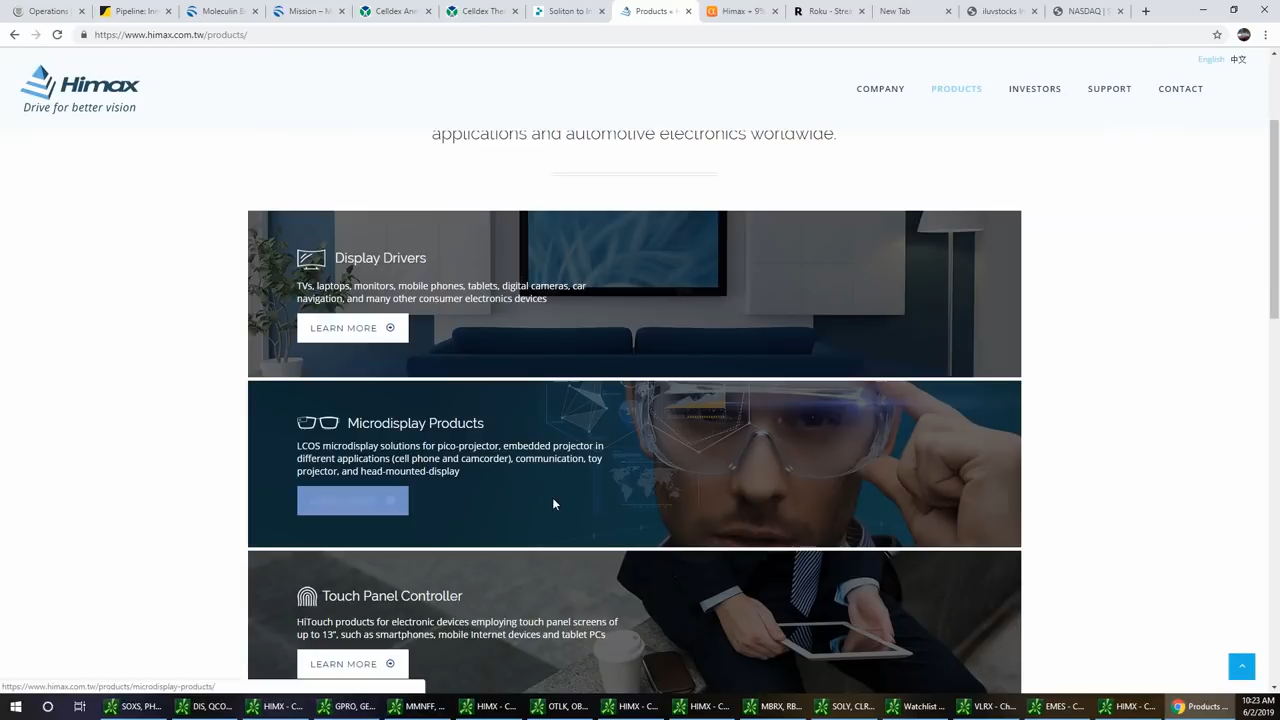 Operations
Pipeline: Inn
Moleculin B
Mission – M
Celldex Ann
Celldex The
Soliton to In
Products «
Himax + 9%
Roku - Strea
New Tab
iluvstocks In
NASDAQ | S
https://www.himax.com.tw/products/
English 中文
Himax
Drive for better vision
COMPANY PRODUCTS INVESTORS SUPPORT CONTACT
applications and automotive electronics worldwide.
Display Drivers
TVs, laptops, monitors, mobile phones, tablets, digital cameras, car
navigation, and many other consumer electronics devices
LEARN MORE
Microdisplay Products
LCOS microdisplay solutions for pico-projector, embedded projector in
different applications (cell phone and camcorder), communication, toy
projector, and head-mounted-display
Touch Panel Controller
HiTouch products for electronic devices employing touch panel screens of
up to 13", such as smartphones, mobile Internet devices and tablet PCs
LEARN MORE
https://www.himax.com.tw/products/microdisplay-products/
SOXS, PH...
DIS, QCO...
HIMX - C...
GPRO, GE...
MMNFF, ...
HIMX - C...
OTLK, OB...
HIMX - C...
HIMX - C...
MBRX, RB...
SOLY, CLR...
Watchlist ...
VLRX - Ch...
EMES - C...
HIMX - C...
Products ...
10:23 AM
6/2/2019